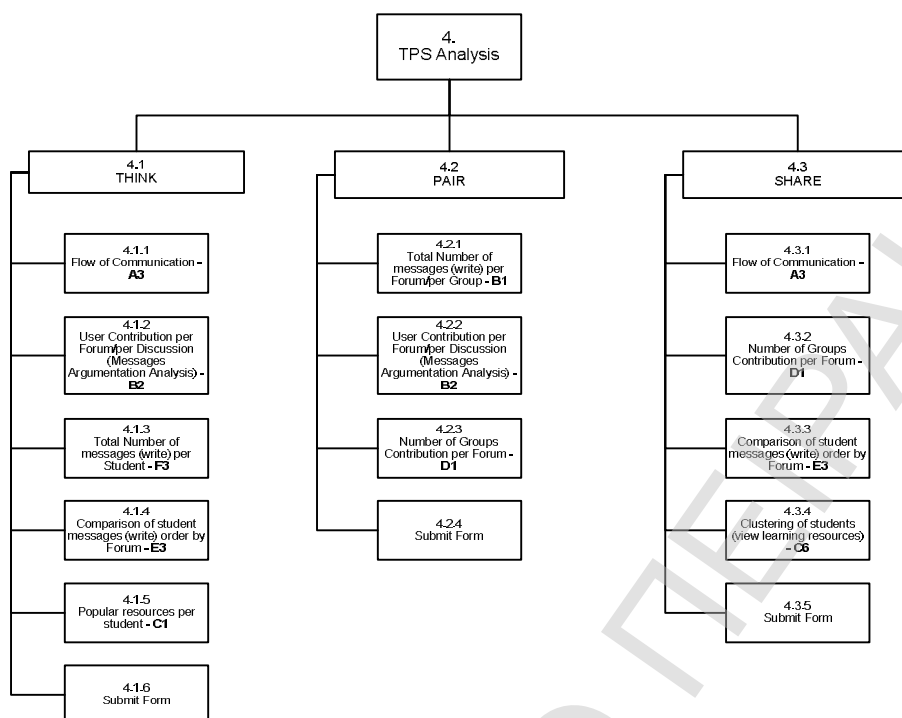 4.
TPS Analysis
4.1
THINK
4.1.1
Flow of Communication -
A3
4.1.2
User Contribution per
Forum/per Discussion
(Messages
Argumentation Analysis) -
B2
4.1.3
Total Number of
messages (write) per
Student - F3
4.1.4
Comparison of student
messages (write) order by
Forum - E3
4.1.5
Popular resources per
student - C1
4.1.6
Submit Form
4.2
PAIR
4.2.1
Total Number of
messages (write) per
Forum/per Group - B1
4.2.2
User Contribution per
Forum/per Discussion
(Messages
Argumentation Analysis) -
B2
4.2.3
Number of Groups
Contribution per Forum -
D1
4.2.4
Submit Form
4.3
SHARE
4.3.1
Flow of Communication -
A3
4.3.2
Number of Groups
Contribution per Forum -
D1
4.3.3
Comparison of student
messages (write) order by
Forum - E3
4.3.4
Clustering of students
(view learning resources)
- C6
4.3.5
Submit Form